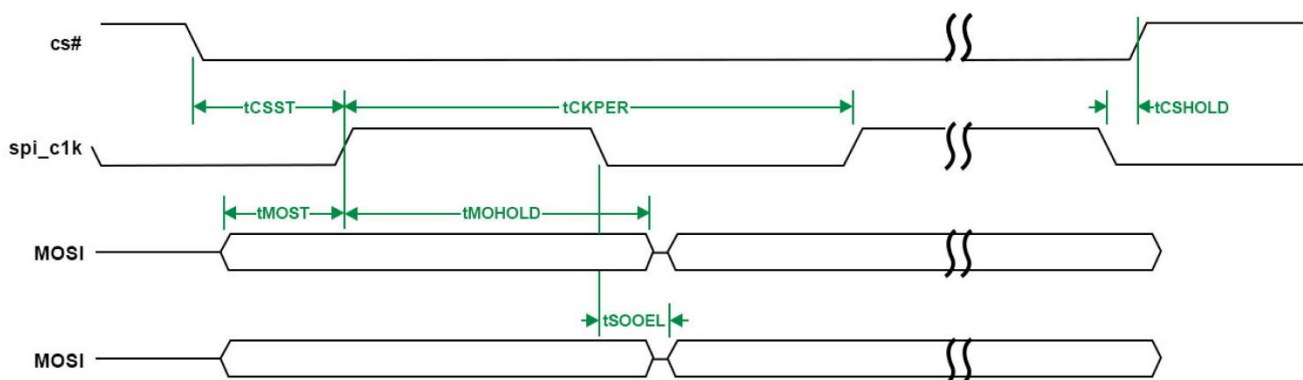 cs#
tCSST
tCKPER
tCSHOLD
spi_c1k
tMOST
tMOHOLD
MOSI
tSOOEL
MOSI